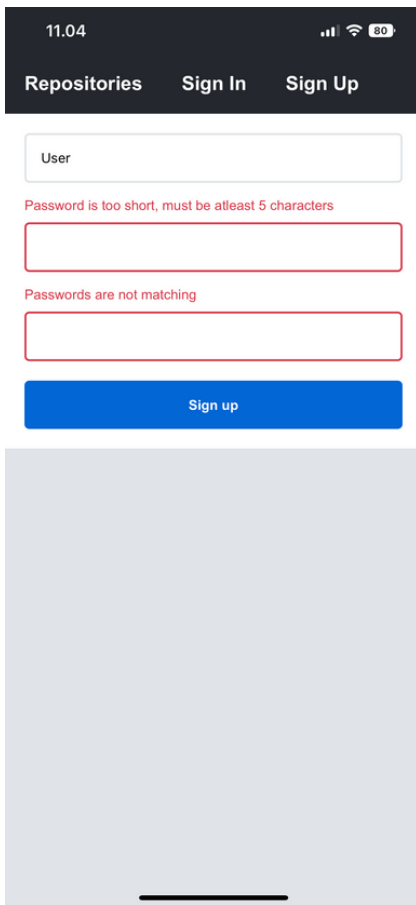 11.04 80
Repositories Sign In Sign Up
User
Password is too short, must be atleast 5 characters
Passwords are not matching
Sign up